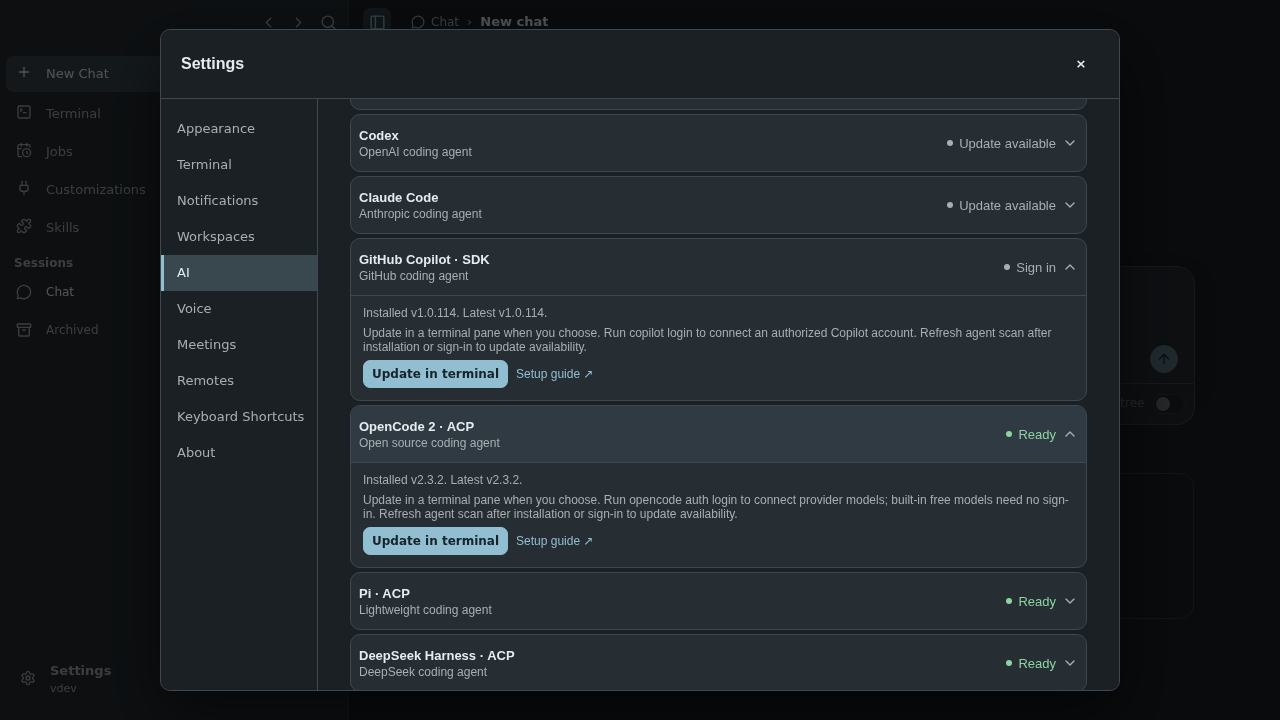 Chat › New chat
Settings
×
New Chat
Terminal
Jobs
Customizations
Skills
Sessions
Chat
Archived
Settings
vdev
Appearance
Terminal
Notifications
Workspaces
AI
Voice
Meetings
Remotes
Keyboard Shortcuts
About
Codex
OpenAI coding agent
Update available
Claude Code
Anthropic coding agent
Update available
GitHub Copilot · SDK
GitHub coding agent
Sign in
Installed v1.0.114. Latest v1.0.114.
Update in a terminal pane when you choose. Run copilot login to connect an authorized Copilot account. Refresh agent scan after
installation or sign-in to update availability.
Update in terminal
Setup guide ↗
OpenCode 2 · ACP
Open source coding agent
Ready
Installed v2.3.2. Latest v2.3.2.
Update in a terminal pane when you choose. Run opencode auth login to connect provider models; built-in free models need no sign-
in. Refresh agent scan after installation or sign-in to update availability.
Update in terminal
Setup guide ↗
Pi · ACP
Lightweight coding agent
Ready
DeepSeek Harness · ACP
DeepSeek coding agent
Ready